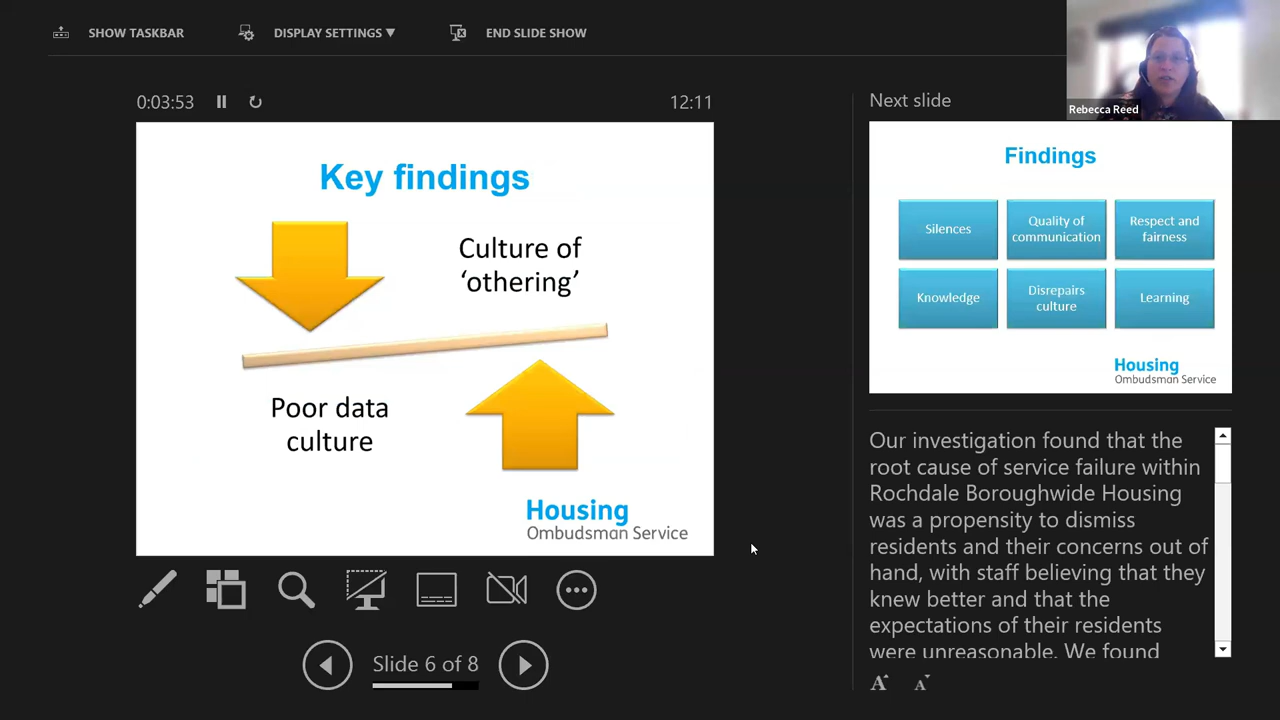 SHOW TASKBAR
DISPLAY SETTINGS ▼
END SLIDE SHOW
Rebecca Reed
0:03:53
12:11
Key findings
Culture of
‘othering’
Poor data
culture
Housing
Ombudsman Service
Slide 6 of 8
Next slide
Findings
Silences
Quality of
communication
Respect and
fairness
Knowledge
Disrepairs
culture
Learning
Housing
Ombudsman Service
Our investigation found that the
root cause of service failure within
Rochdale Boroughwide Housing
was a propensity to dismiss
residents and their concerns out of
hand, with staff believing that they
knew better and that the
expectations of their residents
were unreasonable. We found
A
A